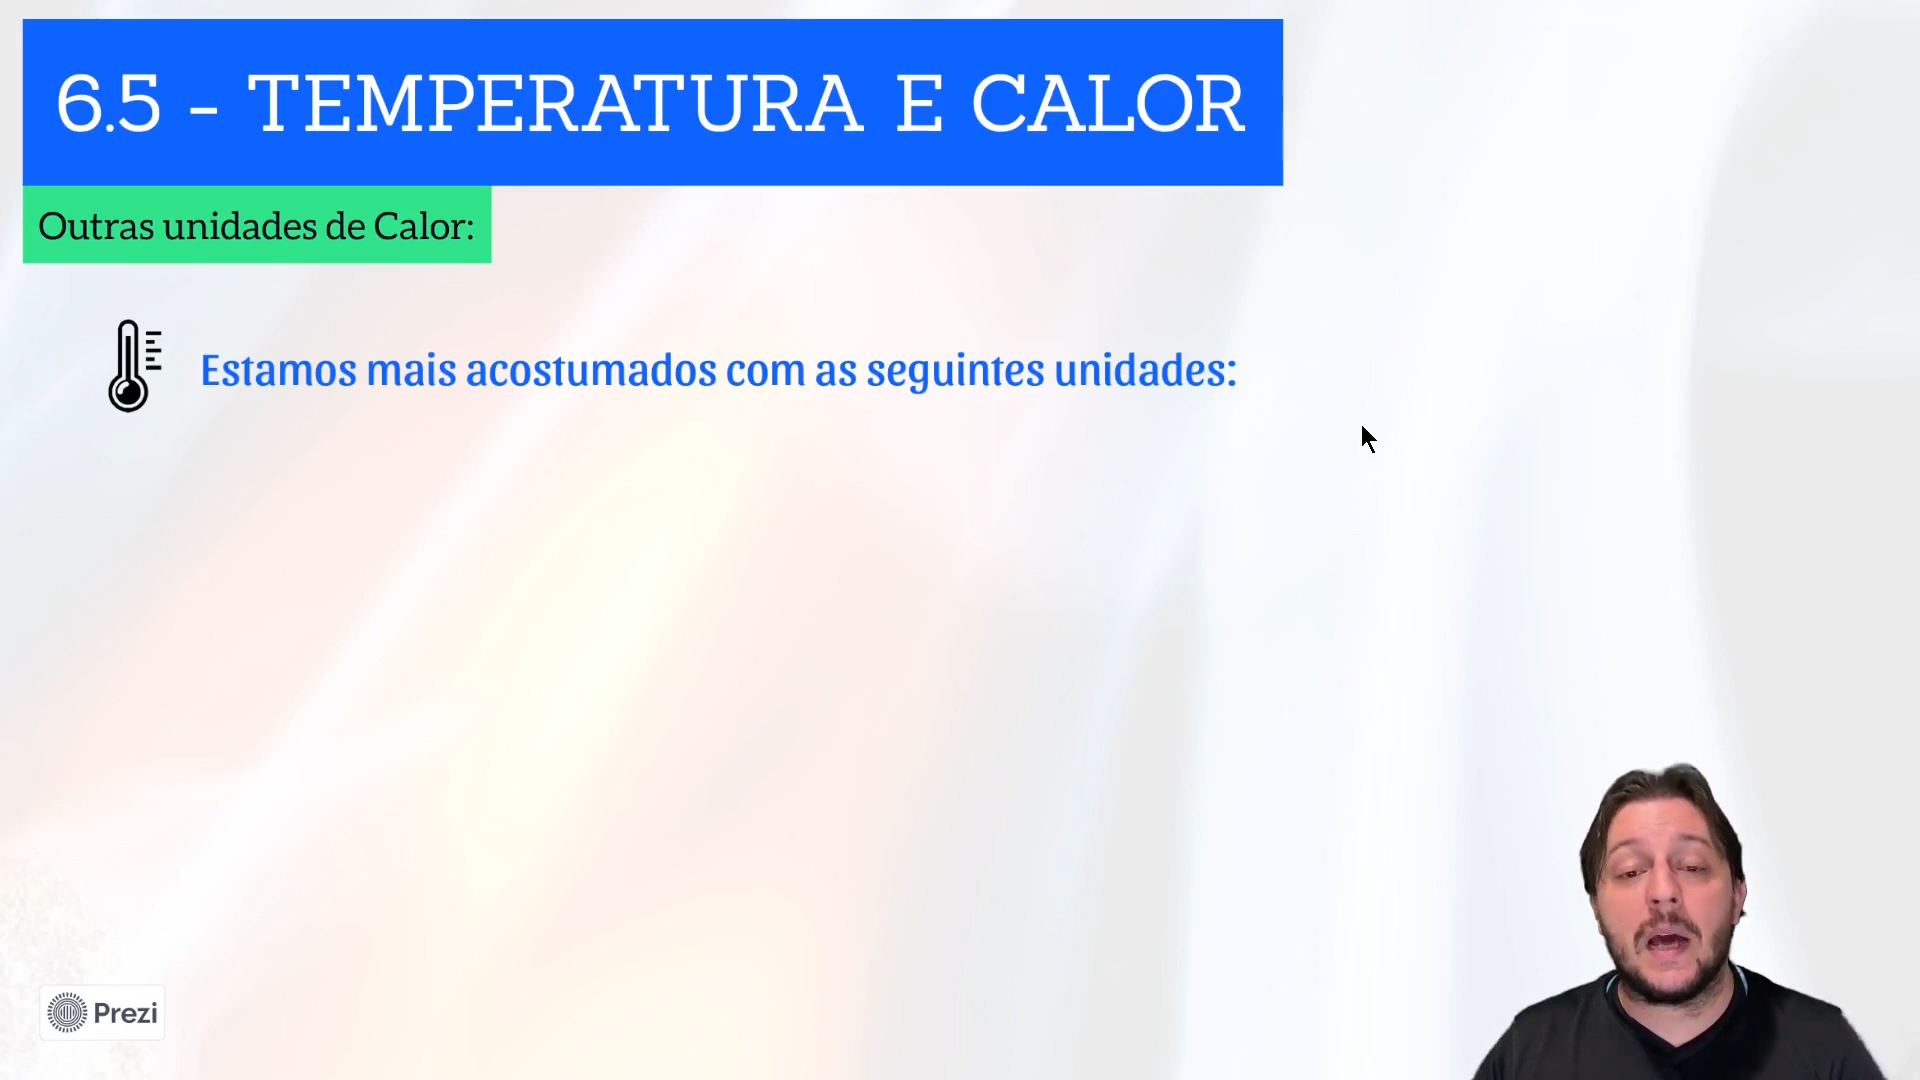 6.5 - TEMPERATURA E CALOR
Outras unidades de Calor:
Estamos mais acostumados com as seguintes unidades:
Prezi